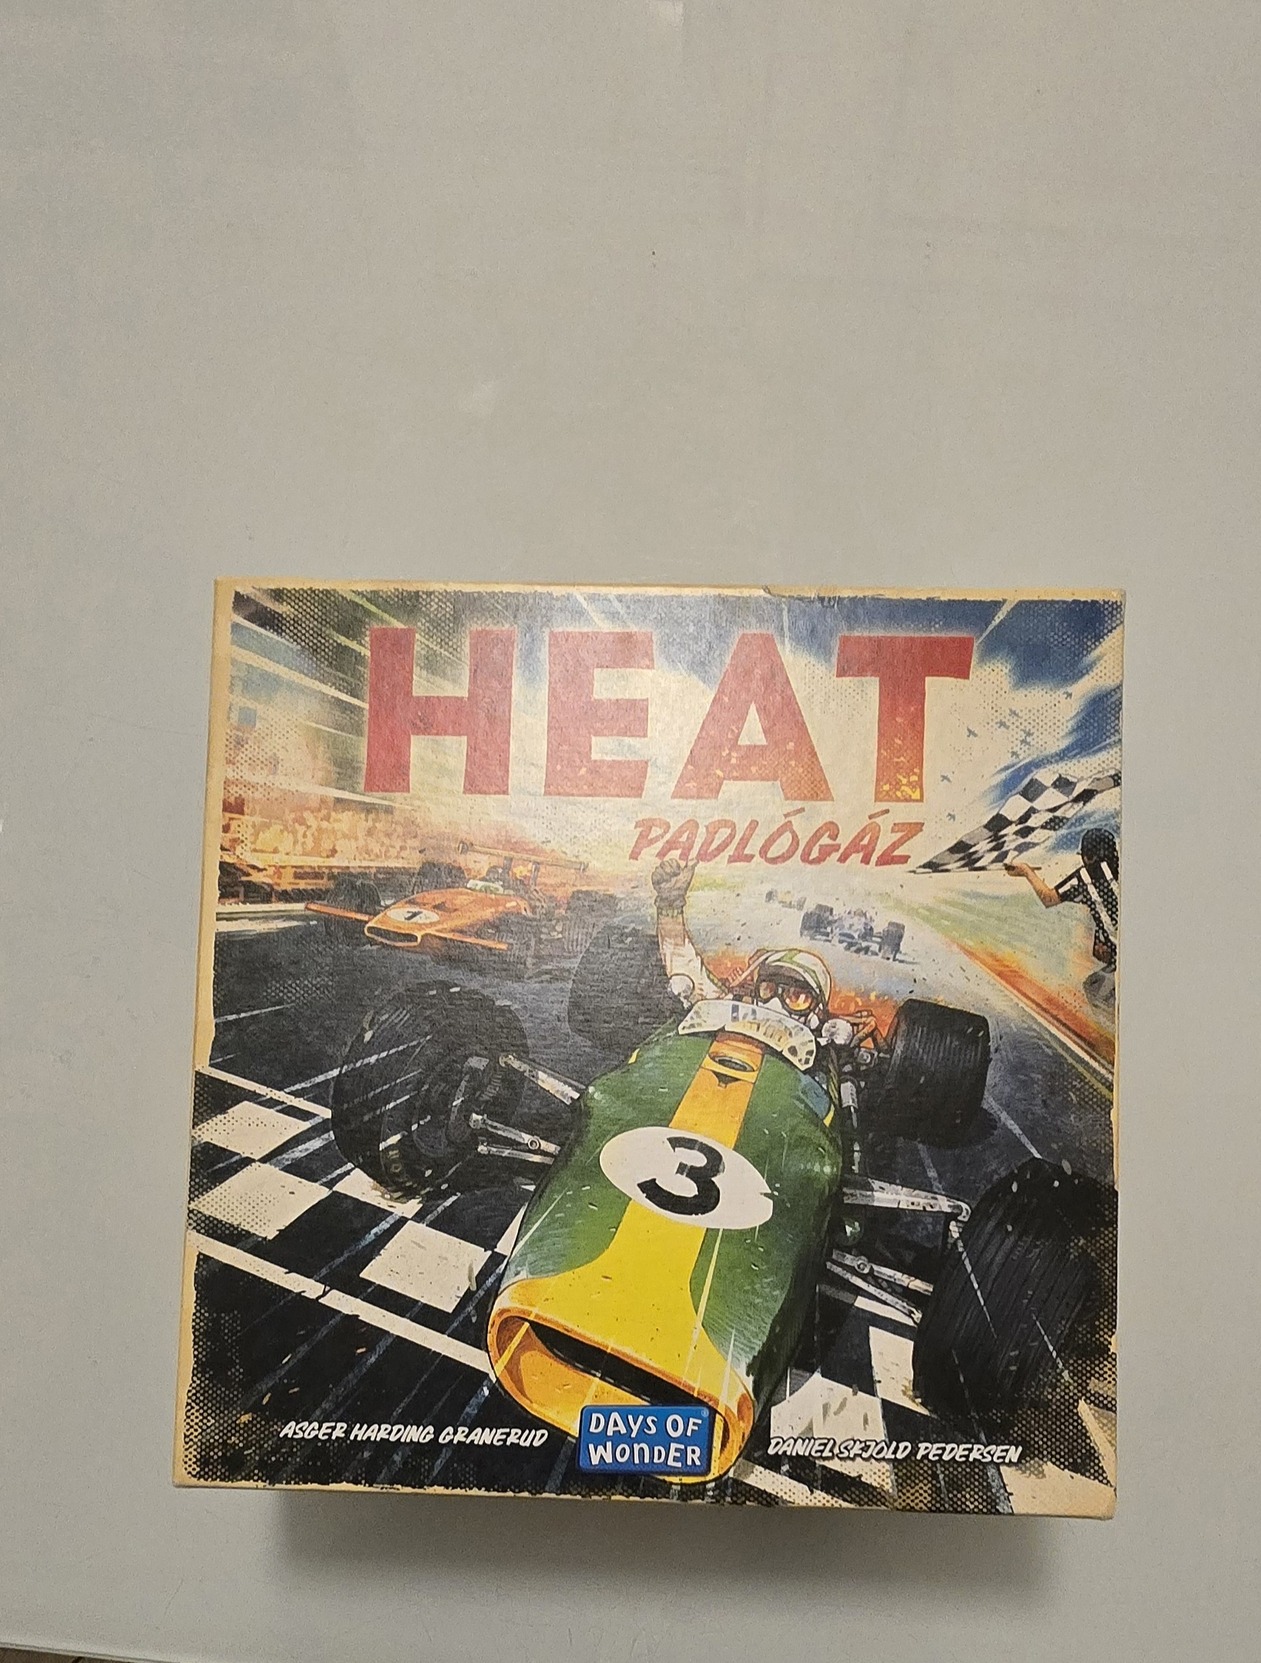 HEAT
PADLÓGÁZ
1
3
ASGER HARDING GRANERUD
DAYS OF
WONDER
®
DANIEL SKJOLD PEDERSEN